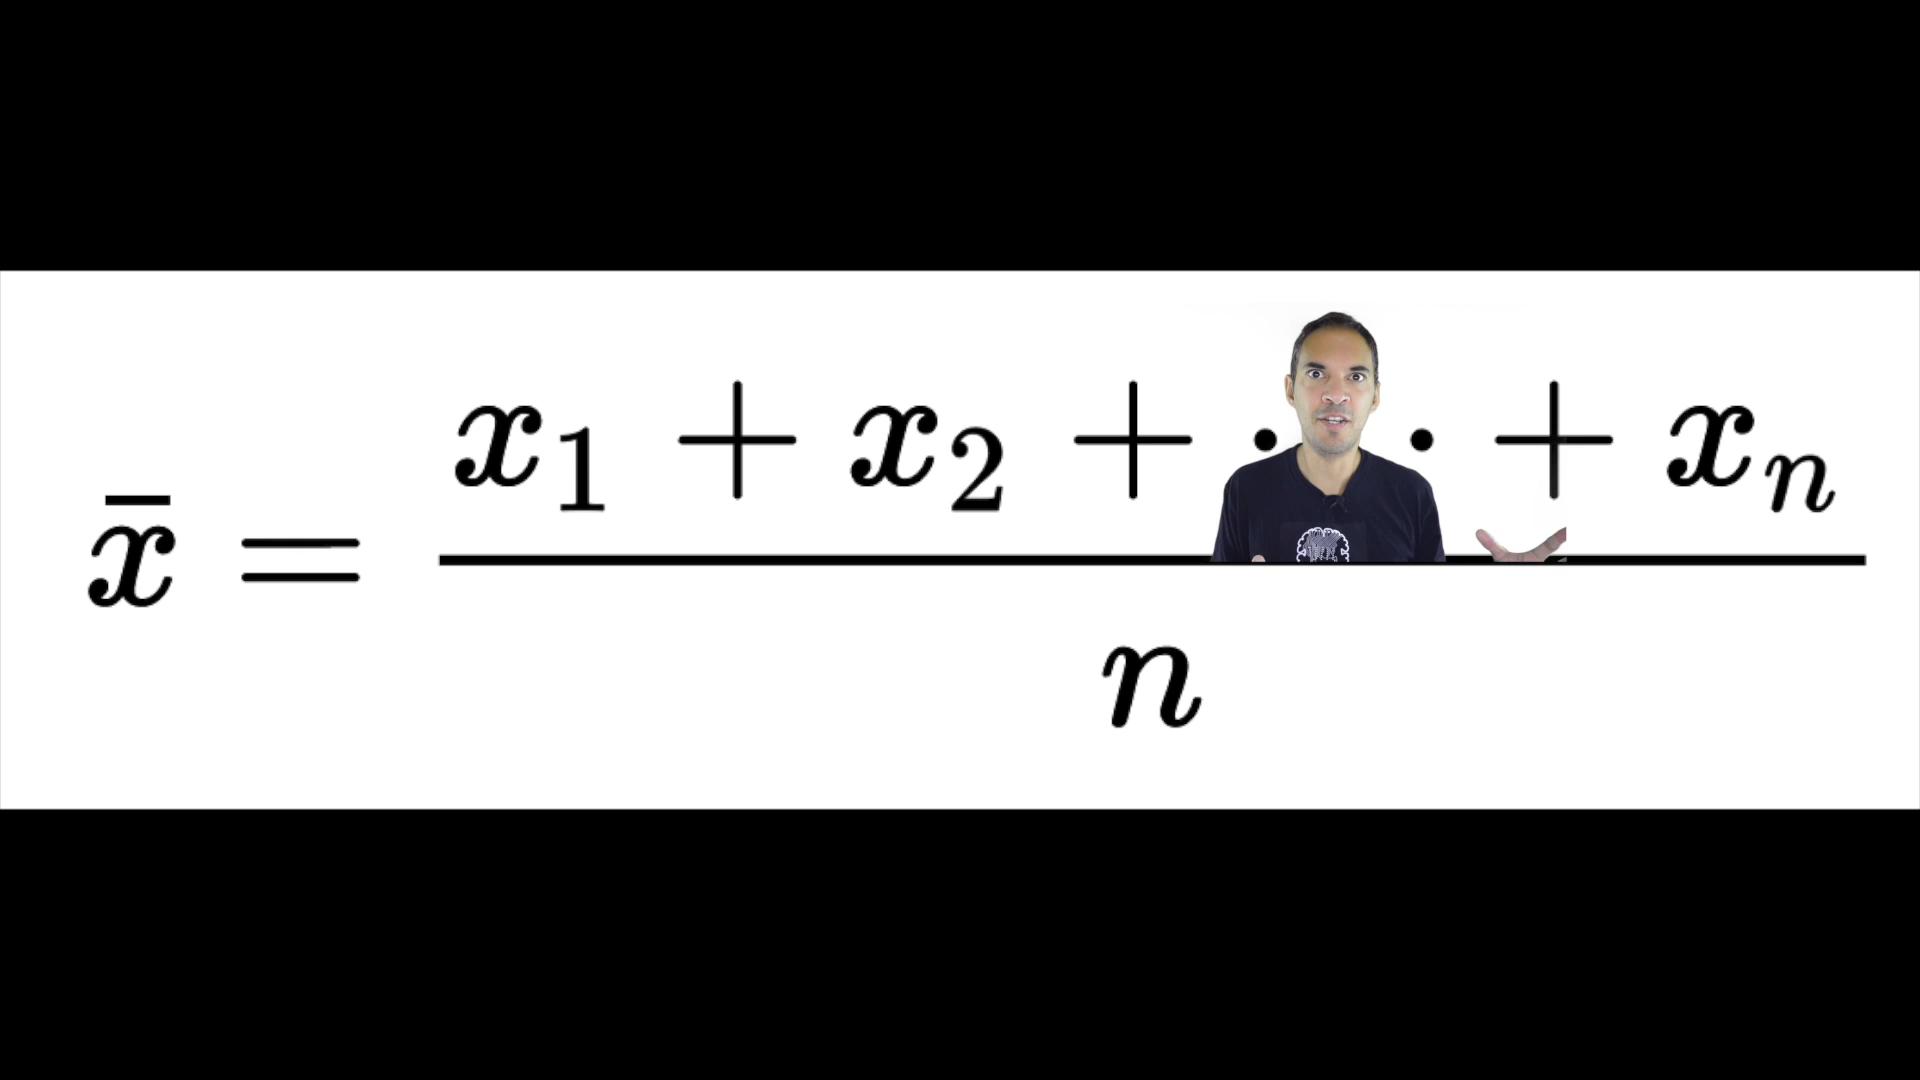 x̄ = 
x₁ + x₂ + · · + xₙ
n